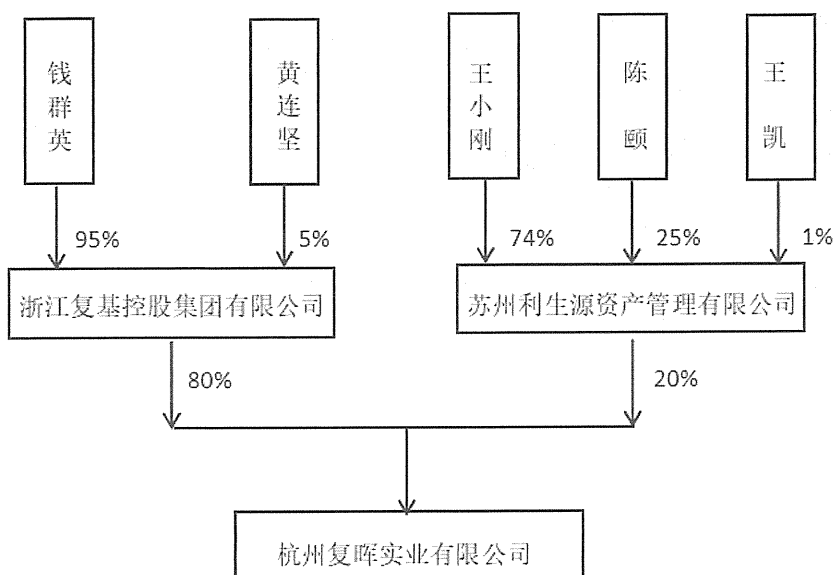 钱群英
黄连坚
王小刚
陈颐
王凯
95%
5%
74%
25%
1%
浙江复基控股集团有限公司
苏州利生源资产管理有限公司
80%
20%
杭州复晖实业有限公司